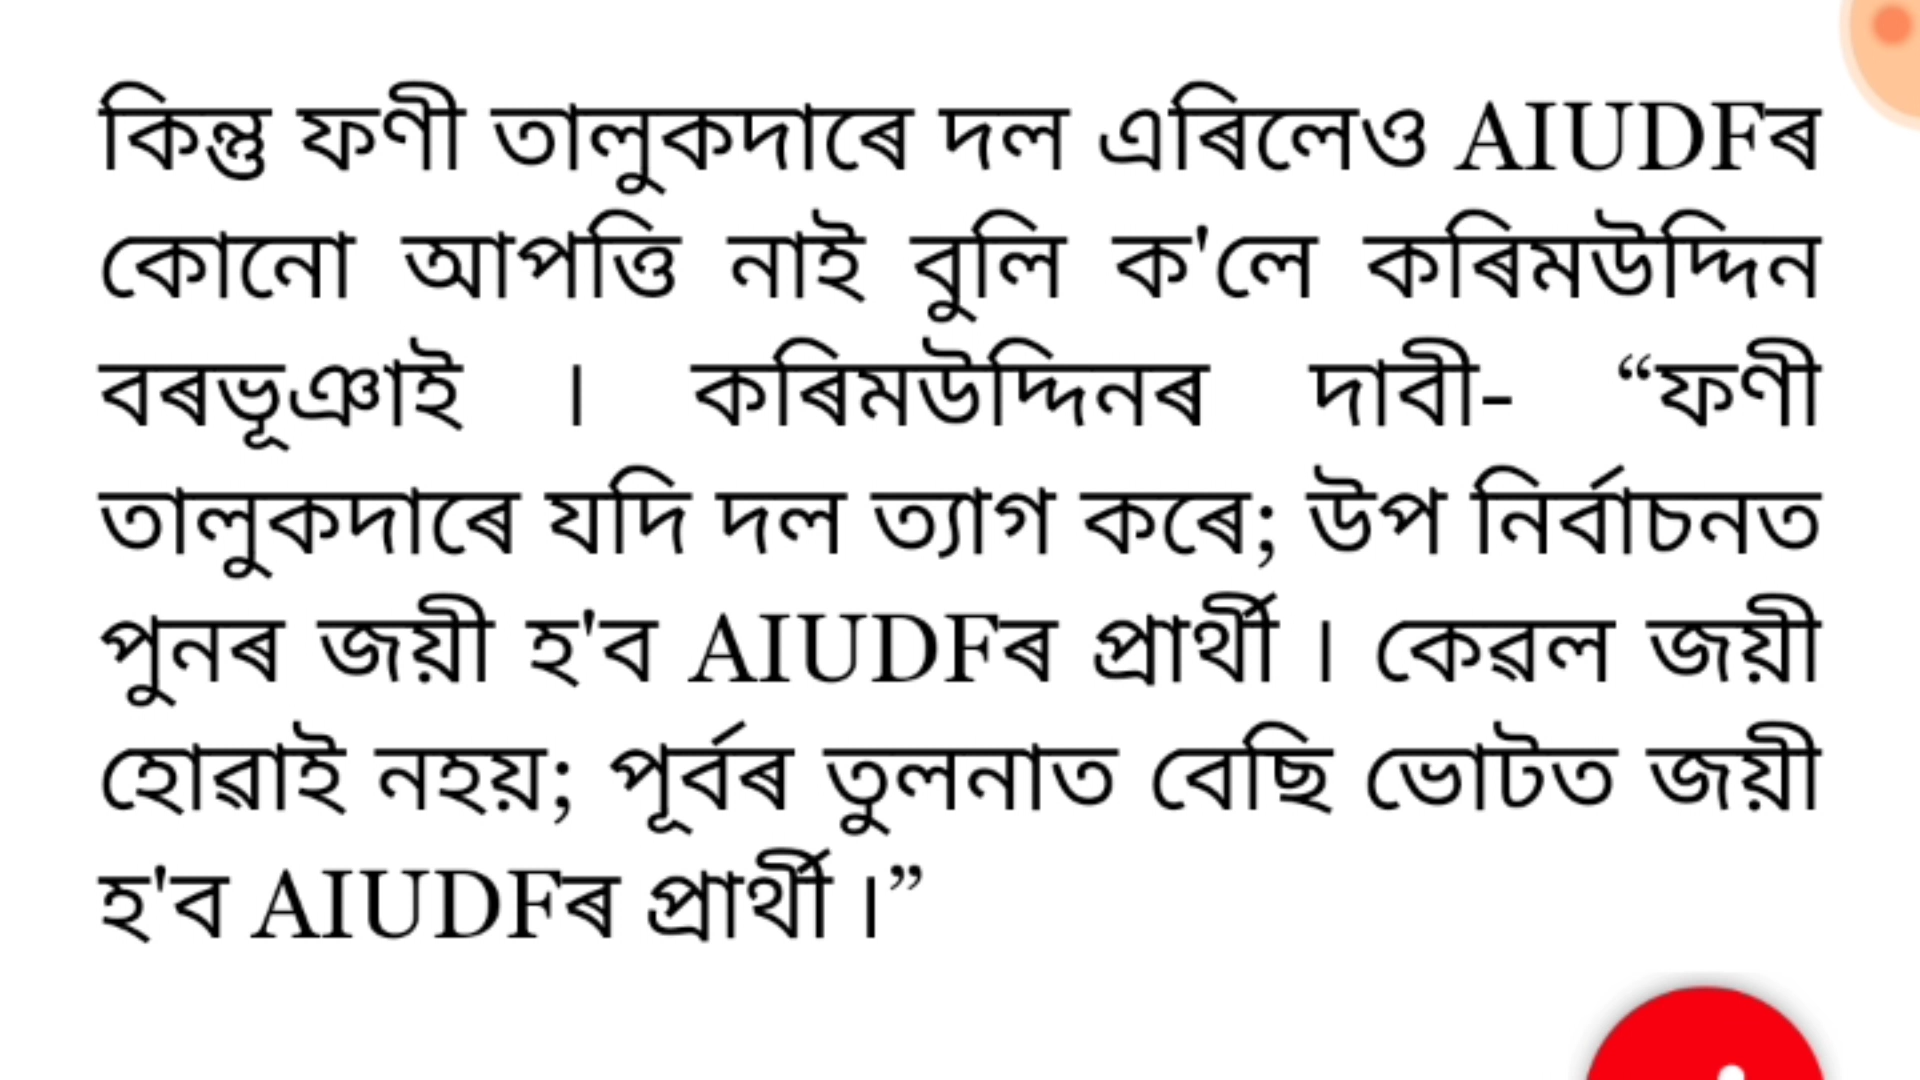 কিন্তু ফণী তালুকদাৰে দল এৰিলেও AIUDFৰ
কোনো আপত্তি নাই বুলি ক'লে কৰিমউদ্দিন
বৰভূঞাই । কৰিমউদ্দিনৰ দাবী- “ফণী
তালুকদাৰে যদি দল ত্যাগ কৰে; উপ নিৰ্বাচনত
পুনৰ জয়ী হ'ব AIUDFৰ প্ৰাৰ্থী । কেৱল জয়ী
হোৱাই নহয়; পূৰ্বৰ তুলনাত বেছি ভোটত জয়ী
হ'ব AIUDFৰ প্ৰাৰ্থী ।”